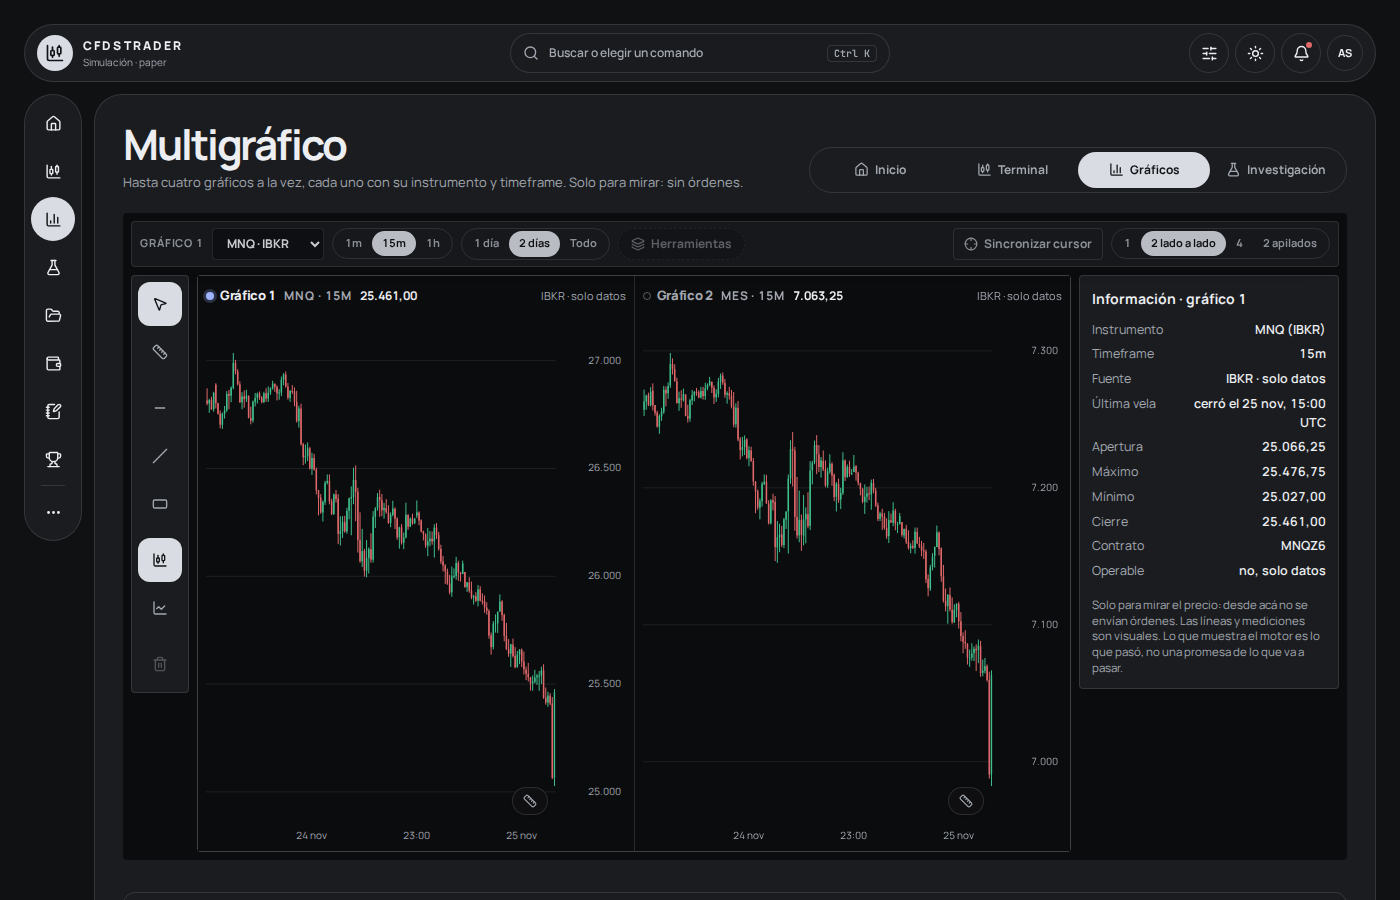 CFDSTRADER
Simulación · paper
Buscar o elegir un comando
Ctrl K
AS
Multigráfico
Hasta cuatro gráficos a la vez, cada uno con su instrumento y timeframe. Solo para mirar: sin órdenes.
Inicio
Terminal
Gráficos
Investigación
GRÁFICO 1
MNQ · IBKR
1m
15m
1h
1 día
2 días
Todo
Herramientas
Sincronizar cursor
1
2 lado a lado
4
2 apilados
Gráfico 1 MNQ · 15M 25.461,00
IBKR · solo datos
27.000
26.500
26.000
25.500
25.000
24 nov
23:00
25 nov
Gráfico 2 MES · 15M 7.063,25
IBKR · solo datos
7.300
7.200
7.100
7.000
24 nov
23:00
25 nov
Información · gráfico 1
Instrumento MNQ (IBKR)
Timeframe 15m
Fuente IBKR · solo datos
Última vela cerró el 25 nov, 15:00
UTC
Apertura 25.066,25
Máximo 25.476,75
Mínimo 25.027,00
Cierre 25.461,00
Contrato MNQZ6
Operable no, solo datos
Solo para mirar el precio: desde acá no se
envían órdenes. Las líneas y mediciones
son visuales. Lo que muestra el motor es lo
que pasó, no una promesa de lo que va a
pasar.